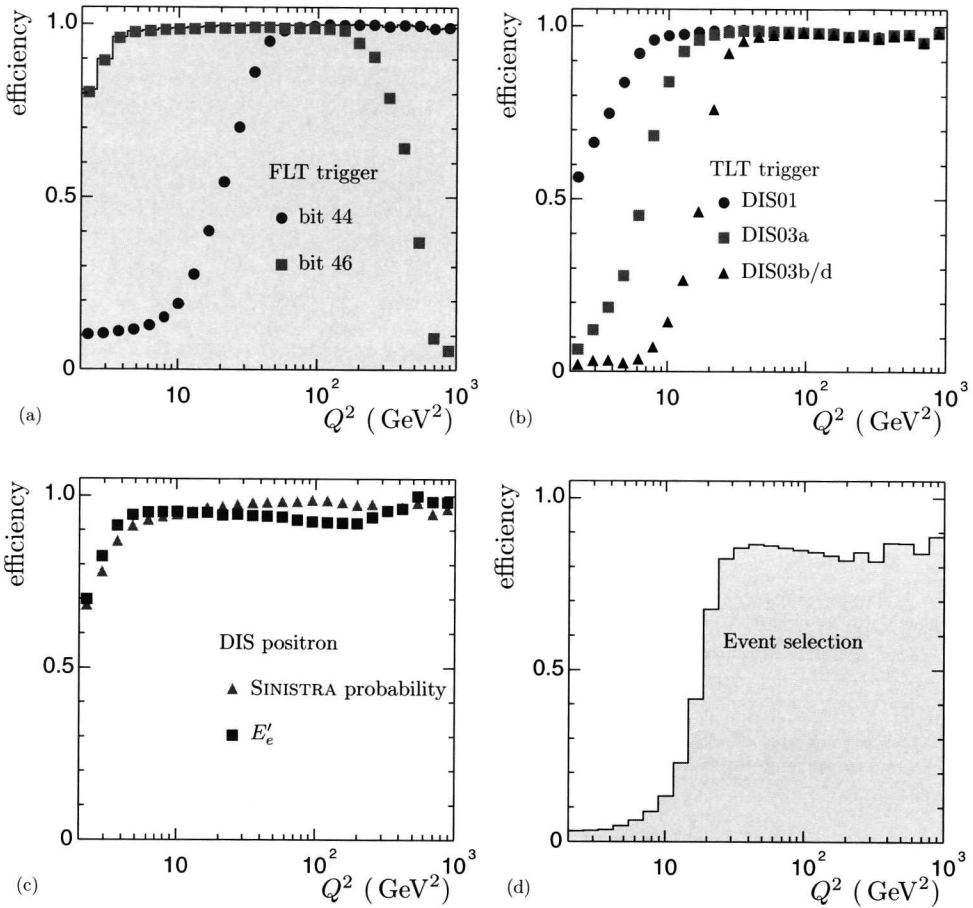 efficiency
1.0
0.5
0
FLT trigger
bit 44
bit 46
10
10²
10³
Q² (GeV²)
(a)
efficiency
1.0
0.5
0
TLT trigger
DIS01
DIS03a
DIS03b/d
10
10²
10³
Q² (GeV²)
(b)
efficiency
1.0
0.5
0
DIS positron
SINISTRA probability
E′ₑ
10
10²
10³
Q² (GeV²)
(c)
efficiency
1.0
0.5
0
Event selection
10
10²
10³
Q² (GeV²)
(d)